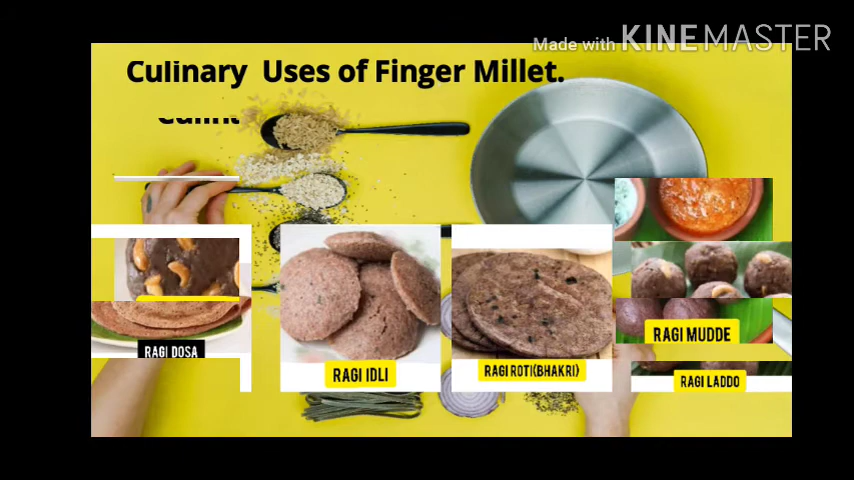 Made with KINEMASTER
Culinary Uses of Finger Millet.
RAGI DOSA
RAGI IDLI
RAGI ROTI(BHAKRI)
RAGI MUDDE
RAGI LADDO